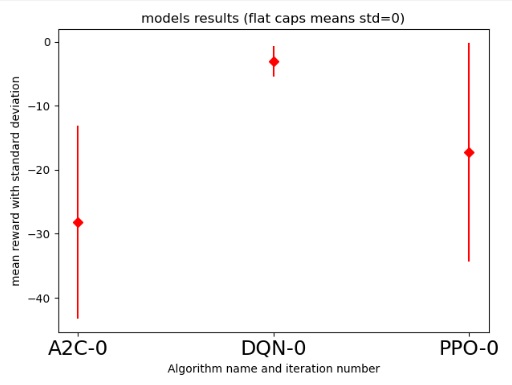 models results (flat caps means std=0)
mean reward with standard deviation
0
−10
−20
−30
−40
A2C-0 DQN-0 PPO-0
Algorithm name and iteration number